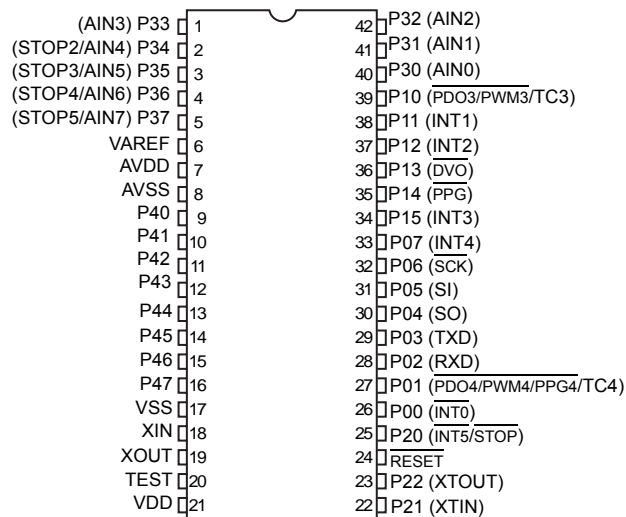 (AIN3) P33 1 42 P32 (AIN2)
(STOP2/AIN4) P34 2 41 P31 (AIN1)
(STOP3/AIN5) P35 3 40 P30 (AIN0)
(STOP4/AIN6) P36 4 39 P10 (PDO3/PWM3/TC3)
(STOP5/AIN7) P37 5 38 P11 (INT1)
VAREF 6 37 P12 (INT2)
AVDD 7 36 P13 (DVO)
AVSS 8 35 P14 (PPG)
P40 9 34 P15 (INT3)
P41 10 33 P07 (INT4)
P42 11 32 P06 (SCK)
P43 12 31 P05 (SI)
P44 13 30 P04 (SO)
P45 14 29 P03 (TXD)
P46 15 28 P02 (RXD)
P47 16 27 P01 (PDO4/PWM4/PPG4/TC4)
VSS 17 26 P00 (INT0)
XIN 18 25 P20 (INT5/STOP)
XOUT 19 24 RESET
TEST 20 23 P22 (XTOUT)
VDD 21 22 P21 (XTIN)